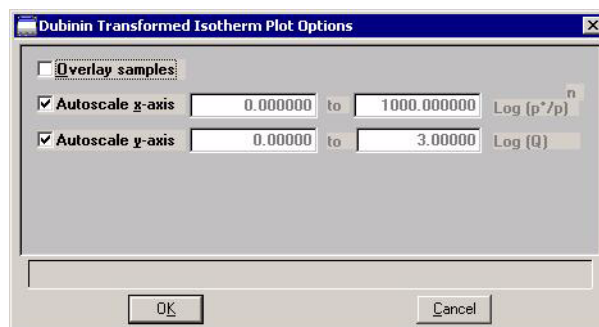 Dubinin Transformed Isotherm Plot Options
Overlay samples
Autoscale x-axis 0.000000 to 1000.000000 Log (p°/p)ⁿ
Autoscale y-axis 0.00000 to 3.00000 Log (Q)
OK Cancel